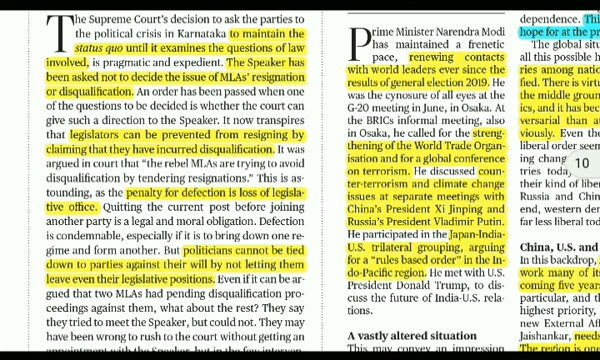 The Supreme Court’s decision to ask the parties to
the political crisis in Karnataka to maintain the
status quo until it examines the questions of law
involved, is pragmatic and expedient. The Speaker has
been asked not to decide the issue of MLAs’ resignation
or disqualification. An order has been passed when one
of the questions to be decided is whether the court can
give such a direction to the Speaker. It now transpires
that legislators can be prevented from resigning by
claiming that they have incurred disqualification. It was
argued in court that “the rebel MLAs are trying to avoid
disqualification by tendering resignations.” This is as-
tounding, as the penalty for defection is loss of legisla-
tive office. Quitting the current post before joining
another party is a legal and moral obligation. Defection
is condemnable, especially if it is to bring down one re-
gime and form another. But politicians cannot be tied
down to parties against their will by not letting them
leave even their legislative positions. Even if it can be ar-
gued that two MLAs had pending disqualification pro-
ceedings against them, what about the rest? They say
they tried to meet the Speaker, but could not. They may
have been wrong to rush to the court without getting an
appointment with the Speaker, but in the few interven-
Prime Minister Narendra Modi
has maintained a frenetic
pace, renewing contacts
with world leaders ever since the
results of general election 2019. He
was the cynosure of all eyes at the
G-20 meeting in June, in Osaka. At
the BRICs informal meeting, also
in Osaka, he called for the streng-
thening of the World Trade Organ-
isation and for a global conference
on terrorism. He discussed coun-
ter-terrorism and climate change
issues at separate meetings with
China’s President Xi Jinping and
Russia’s President Vladimir Putin.
He participated in the Japan-India-
U.S. trilateral grouping, arguing
for a “rules based order” in the In-
do-Pacific region. He met with U.S.
President Donald Trump, to dis-
cuss the future of India-U.S. rela-
tions.
A vastly altered situation
This may convey an impression
dependence. Thi
hope for at the pr
The global situ
all this possible h
ries among natio
fied. There is virtu
the middle groun
ics, and it has bec
versarial than at
viously. Even the
liberal order seem
ing chang
tries today
their kind of liber
Russia and Chin
end, western den
far less liberal tod
China, U.S. and
In this backdrop,
work many of its
coming five years
particular, and th
highest priority,
new External Affa
Jaishankar, needs
The region is one
10